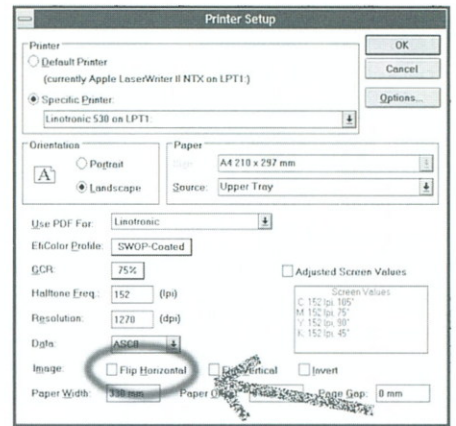 Printer Setup
Printer
Default Printer
(currently Apple LaserWriter II NTX on LPT1:)
Specific Printer:
Linotronic 530 on LPT1:
OK
Cancel
Options...
Orientation
A
Portrait
Landscape
Paper
A4 210 x 297 mm
Source: Upper Tray
Use PDF For: Linotronic
EfiColor Profile: SWOP-Coated
GCR: 75%
Halftone Freq.: 152 (lpi)
Resolution: 1270 (dpi)
Data: ASCII
Adjusted Screen Values
Screen Values
C: 152 lpi, 105°
M: 152 lpi, 75°
Y: 152 lpi, 90°
K: 152 lpi, 45°
Image: Flip Horizontal Vertical Invert
Paper Width: 330 mm Paper Page Gap: 0 mm